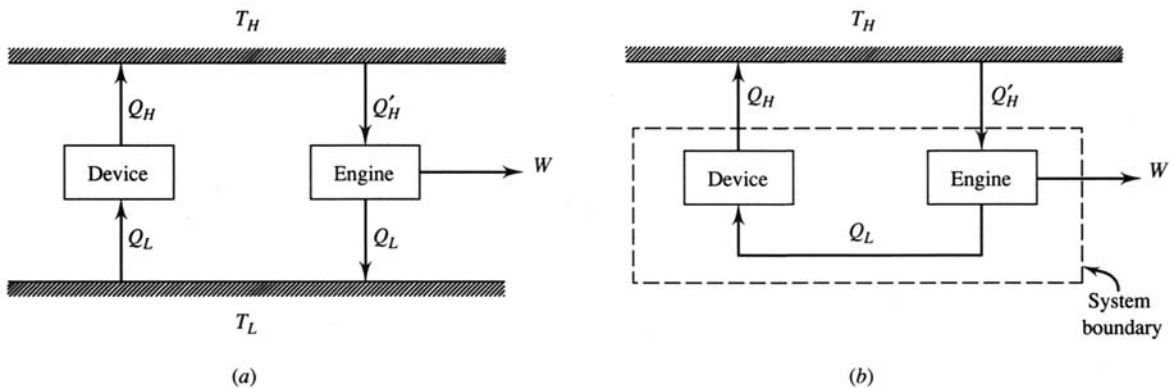 T_H
Q_H
Q'_H
Device
Engine
W
Q_L
Q_L
T_L
(a)
T_H
Q_H
Q'_H
Device
Engine
W
Q_L
System
boundary
(b)